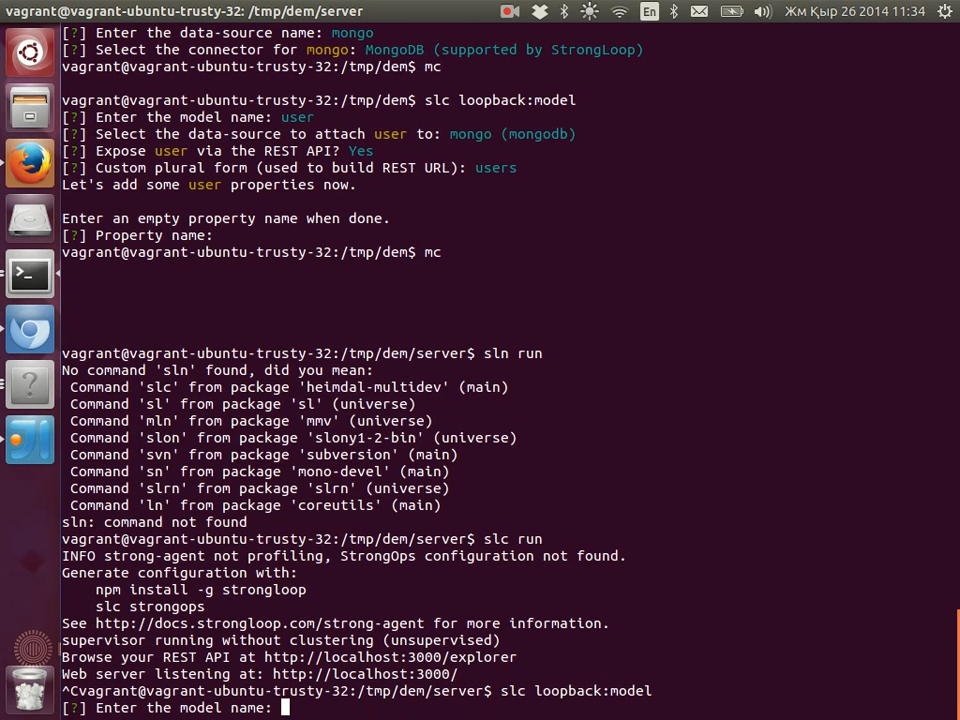 vagrant@vagrant-ubuntu-trusty-32: /tmp/dem/server
En
Жм Қыр 26 2014 11:34
[?] Enter the data-source name: mongo
[?] Select the connector for mongo: MongoDB (supported by StrongLoop)
vagrant@vagrant-ubuntu-trusty-32:/tmp/dem$ mc
vagrant@vagrant-ubuntu-trusty-32:/tmp/dem$ slc loopback:model
[?] Enter the model name: user
[?] Select the data-source to attach user to: mongo (mongodb)
[?] Expose user via the REST API? Yes
[?] Custom plural form (used to build REST URL): users
Let's add some user properties now.
Enter an empty property name when done.
[?] Property name:
vagrant@vagrant-ubuntu-trusty-32:/tmp/dem$ mc
vagrant@vagrant-ubuntu-trusty-32:/tmp/dem/server$ sln run
No command 'sln' found, did you mean:
Command 'slc' from package 'heimdal-multidev' (main)
Command 'sl' from package 'sl' (universe)
Command 'mln' from package 'mmv' (universe)
Command 'slon' from package 'slony1-2-bin' (universe)
Command 'svn' from package 'subversion' (main)
Command 'sn' from package 'mono-devel' (main)
Command 'slrn' from package 'slrn' (universe)
Command 'ln' from package 'coreutils' (main)
sln: command not found
vagrant@vagrant-ubuntu-trusty-32:/tmp/dem/server$ slc run
INFO strong-agent not profiling, StrongOps configuration not found.
Generate configuration with:
npm install -g strongloop
slc strongops
See http://docs.strongloop.com/strong-agent for more information.
supervisor running without clustering (unsupervised)
Browse your REST API at http://localhost:3000/explorer
Web server listening at: http://localhost:3000/
^Cvagrant@vagrant-ubuntu-trusty-32:/tmp/dem/server$ slc loopback:model
[?] Enter the model name: